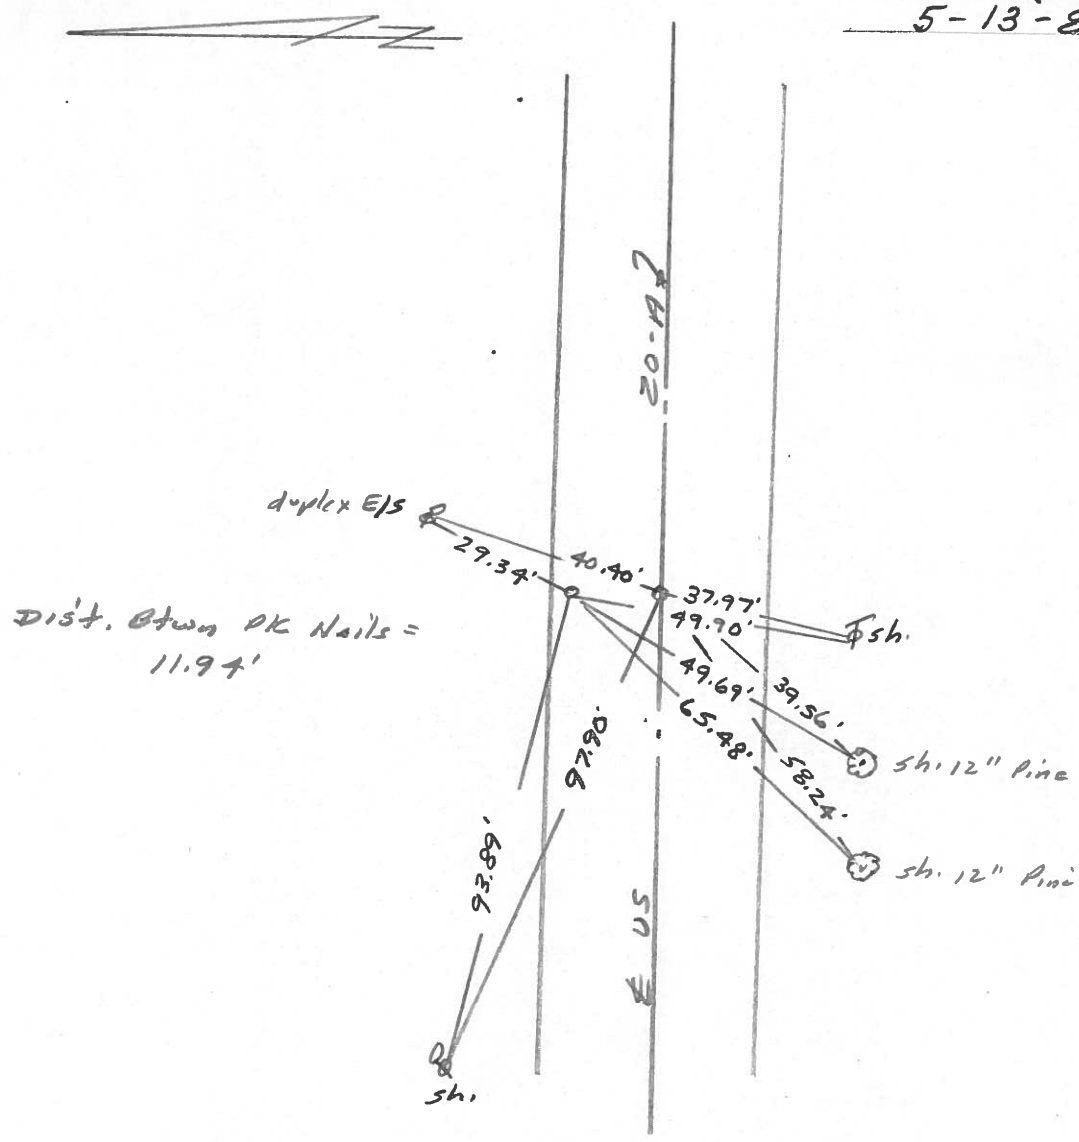 N
5-13-8
20-A
duplex E/S
29.34'
40.40'
37.97'
49.90'
sh.
Dist. Btwn PK Nails =
11.94'
49.69'
39.56'
65.48'
58.24'
sh. 12" Pine
sh. 12" Pine
97.90'
93.89'
US
sh.